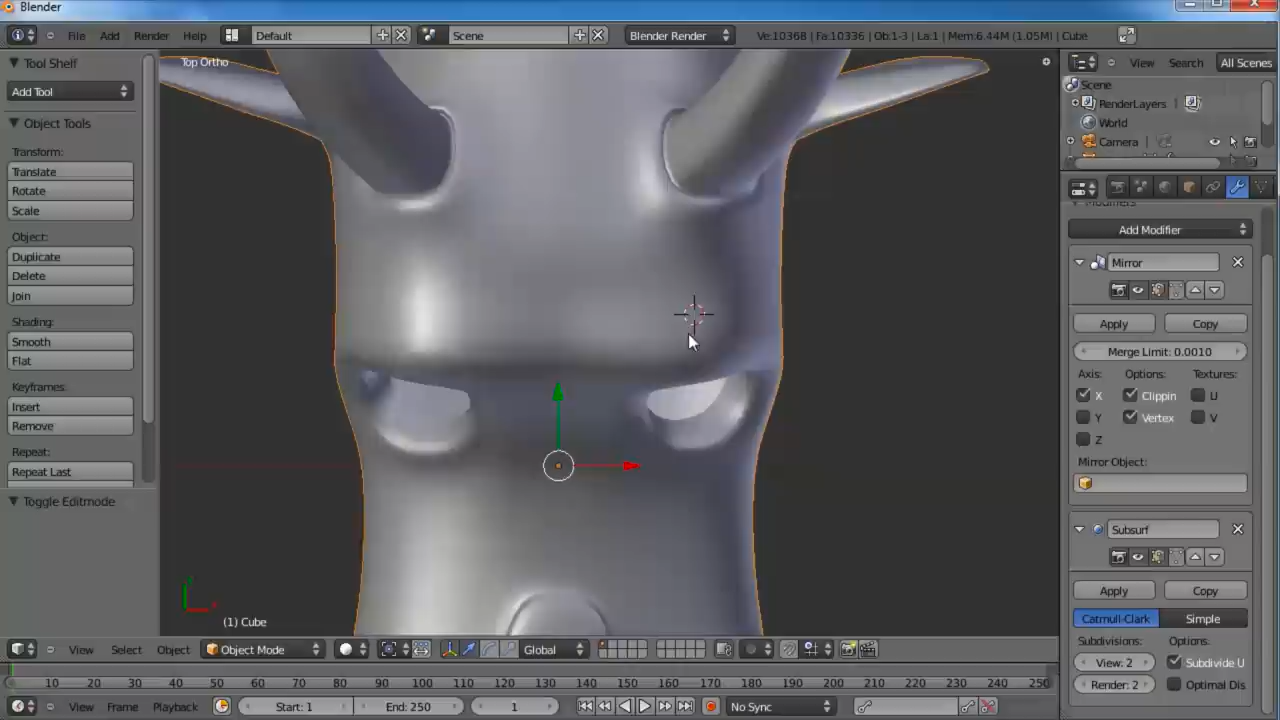 Blender
File Add Render Help Default Scene Blender Render Ve:10368 | Fa:10336 | Ob:1-3 | La:1 | Mem:6.44M (1.05M) | Cube
Tool Shelf
Add Tool
Object Tools
Transform:
Translate
Rotate
Scale
Object:
Duplicate
Delete
Join
Shading:
Smooth
Flat
Keyframes:
Insert
Remove
Repeat:
Repeat Last
Toggle Editmode
Top Ortho
(1) Cube
View Search All Scenes
Scene
RenderLayers
World
Camera
Modifiers
Add Modifier
Mirror
Apply Copy
Merge Limit: 0.0010
Axis: Options: Textures:
X Clippin U
Y Vertex V
Z
Mirror Object:
Subsurf
Apply Copy
Catmull-Clark Simple
Subdivisions: Options:
View: 2 Subdivide U
Render: 2 Optimal Dis
View Select Object Object Mode Global
10 20 30 40 50 60 70 80 90 100 110 120 130 140 150 160 170 180 190 200 210 220 230 240 250
View Frame Playback Start: 1 End: 250 1 No Sync